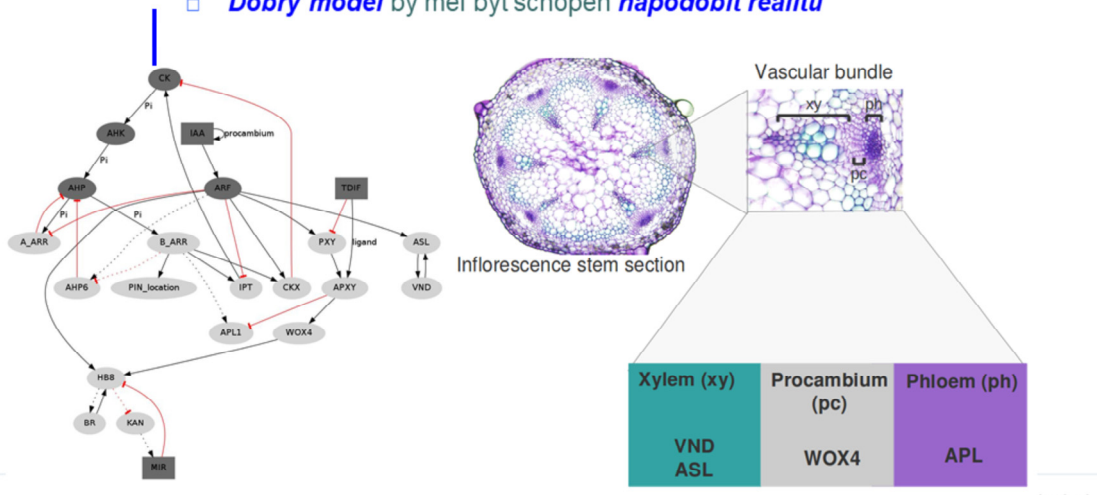 Dobrý model by měl být schopen napodobit realitu
CK
Pi
AHK
IAA
procambium
Pi
AHP
ARF
TDIF
Pi
Pi
A_ARR
B_ARR
PXY
ligand
ASL
AHP6
PIN_location
IPT
CKX
APXY
VND
APL1
WOX4
HB8
BR
KAN
MIR
Inflorescence stem section
Vascular bundle
xy
ph
pc
Xylem (xy)
VND
ASL
Procambium
(pc)
WOX4
Phloem (ph)
APL